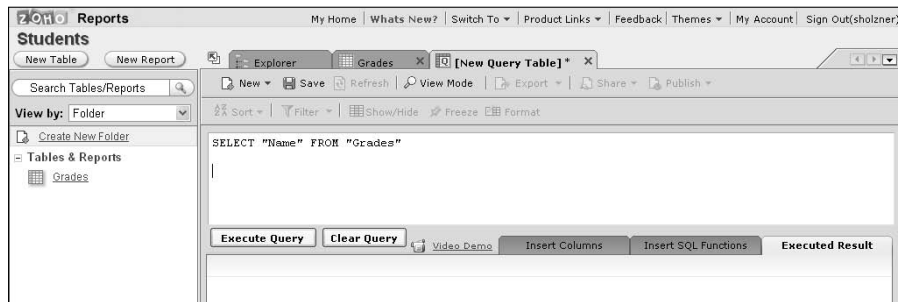 ZOHO Reports
My Home | Whats New? | Switch To | Product Links | Feedback | Themes | My Account | Sign Out(sholzner)
Students
New Table New Report
Explorer Grades X [New Query Table]* X
Search Tables/Reports
New Save Refresh | View Mode | Export | Share Publish
View by: Folder
Sort | Filter | Show/Hide Freeze Format
Create New Folder
Tables & Reports
Grades
SELECT "Name" FROM "Grades"
Execute Query Clear Query Video Demo Insert Columns Insert SQL Functions Executed Result